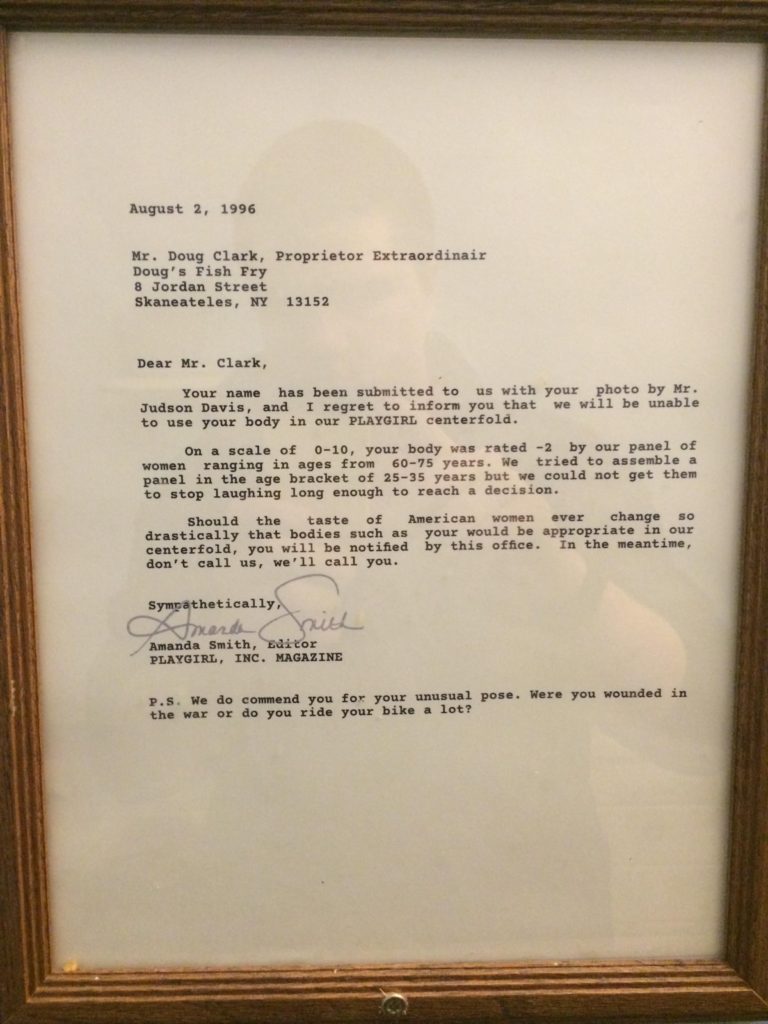 August 2, 1996
Mr. Doug Clark, Proprietor Extraordinair
Doug's Fish Fry
8 Jordan Street
Skaneateles, NY 13152
Dear Mr. Clark,
Your name has been submitted to us with your photo by Mr.
Judson Davis, and I regret to inform you that we will be unable
to use your body in our PLAYGIRL centerfold.
On a scale of 0-10, your body was rated -2 by our panel of
women ranging in ages from 60-75 years. We tried to assemble a
panel in the age bracket of 25-35 years but we could not get them
to stop laughing long enough to reach a decision.
Should the taste of American women ever change so
drastically that bodies such as your would be appropriate in our
centerfold, you will be notified by this office. In the meantime,
don't call us, we'll call you.
Sympathetically,
Amanda Smith
Amanda Smith, Editor
PLAYGIRL, INC. MAGAZINE
P.S. We do commend you for your unusual pose. Were you wounded in
the war or do you ride your bike a lot?